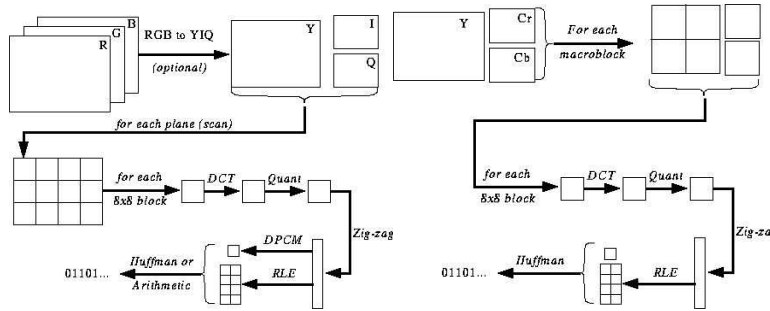 B
G
R
RGB to YIQ
(optional)
Y
I
Q
for each plane (scan)
for each
8x8 block
DCT
Quant
Zig-zag
DPCM
RLE
Huffman or
Arithmetic
01101...
Y
Cr
Cb
For each
macroblock
for each
8x8 block
DCT
Quant
Zig-za
RLE
Huffman
01101...